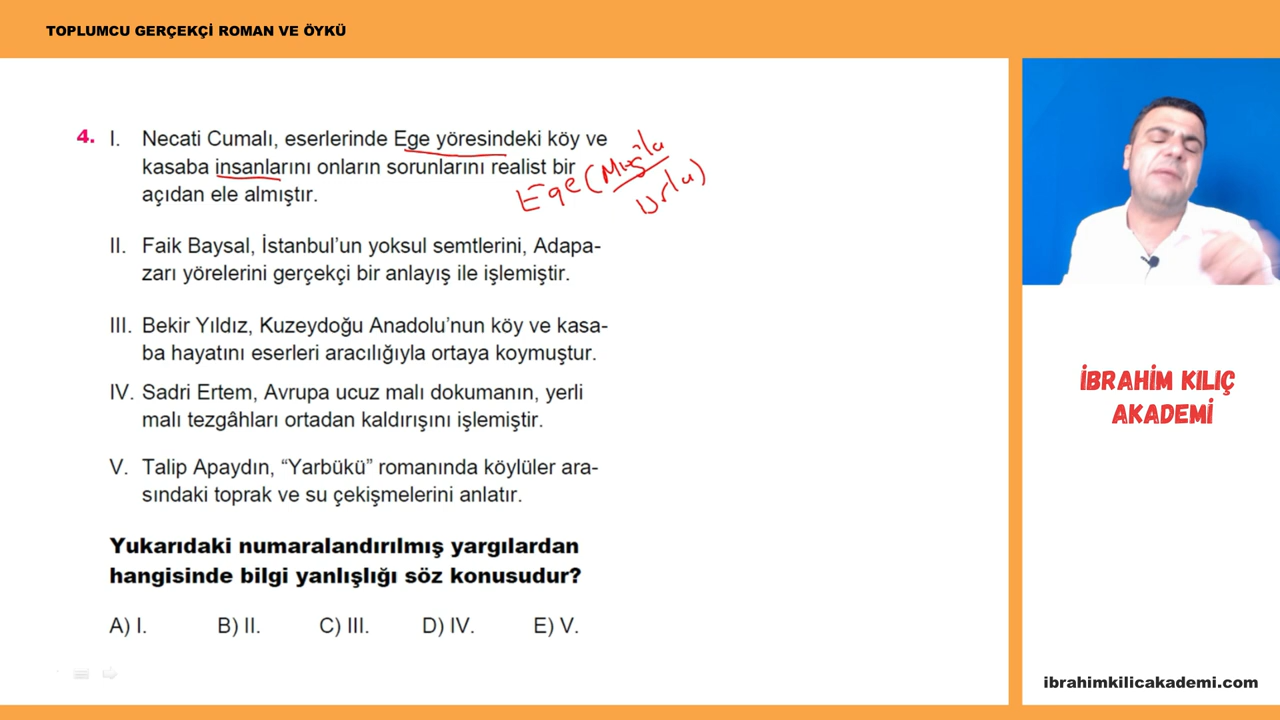 TOPLUMCU GERÇEKÇİ ROMAN VE ÖYKÜ
4. I. Necati Cumalı, eserlerinde Ege yöresindeki köy ve
kasaba insanlarını onların sorunlarını realist bir
açıdan ele almıştır.
Ege (Muğla
Urla)
II. Faik Baysal, İstanbul'un yoksul semtlerini, Adapa-
zarı yörelerini gerçekçi bir anlayış ile işlemiştir.
III. Bekir Yıldız, Kuzeydoğu Anadolu'nun köy ve kasa-
ba hayatını eserleri aracılığıyla ortaya koymuştur.
IV. Sadri Ertem, Avrupa ucuz malı dokumanın, yerli
malı tezgâhları ortadan kaldırışını işlemiştir.
V. Talip Apaydın, “Yarbükü” romanında köylüler ara-
sındaki toprak ve su çekişmelerini anlatır.
Yukarıdaki numaralandırılmış yargılardan
hangisinde bilgi yanlışlığı söz konusudur?
A) I. B) II. C) III. D) IV. E) V.
İBRAHİM KILIÇ
AKADEMİ
ibrahimkilicakademi.com